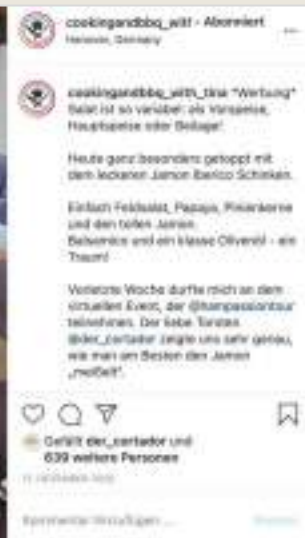 cookingandbbq_witl • Abonniert
Hannover, Germany
cookingandbbq_with_tina *Werbung*
Salat ist so variabel: als Vorspeise,
Hauptspeise oder Beilage!
Heute ganz besonders getoppt mit
dem leckeren Jamon Iberico Schinken.
Einfach Feldsalat, Papaya, Pinienkerne
und den tollen Jamon.
Balsamico und ein klasse Olivenöl - ein
Traum!
Vorletzte Woche durfte mich an dem
virtuellen Event, der @hampassiontour
teilnehmen. Der liebe Torsten
@der_cortador zeigte uns sehr genau,
wie man am Besten den Jamon
„meißelt".
Gefällt der_cortador und
639 weitere Personen
Kommentar hinzufügen ...